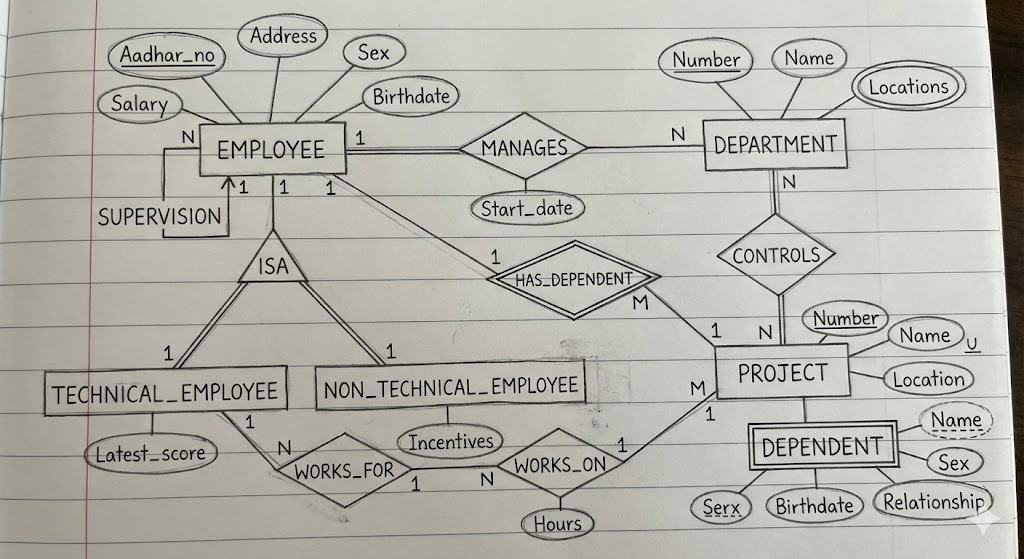 Address
Aadhar_no
Sex
Number
Name
Salary
Birthdate
Locations
N
EMPLOYEE
1
MANAGES
N
DEPARTMENT
1
1
1
N
SUPERVISION
Start_date
ISA
1
HAS_DEPENDENT
CONTROLS
M
Number
1
N
Name
U
1
1
PROJECT
Location
TECHNICAL_EMPLOYEE
NON_TECHNICAL_EMPLOYEE
M
1
Name
1
Latest_score
N
Incentives
1
DEPENDENT
Sex
WORKS_FOR
1
N
WORKS_ON
Serx
Birthdate
Relationship
Hours